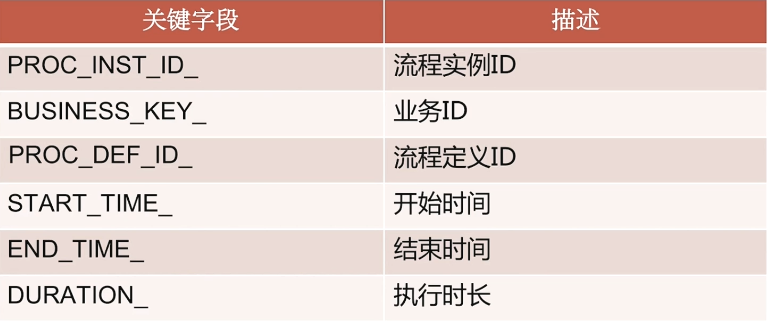 关键字段 描述
PROC_INST_ID_ 流程实例ID
BUSINESS_KEY_ 业务ID
PROC_DEF_ID_ 流程定义ID
START_TIME_ 开始时间
END_TIME_ 结束时间
DURATION_ 执行时长